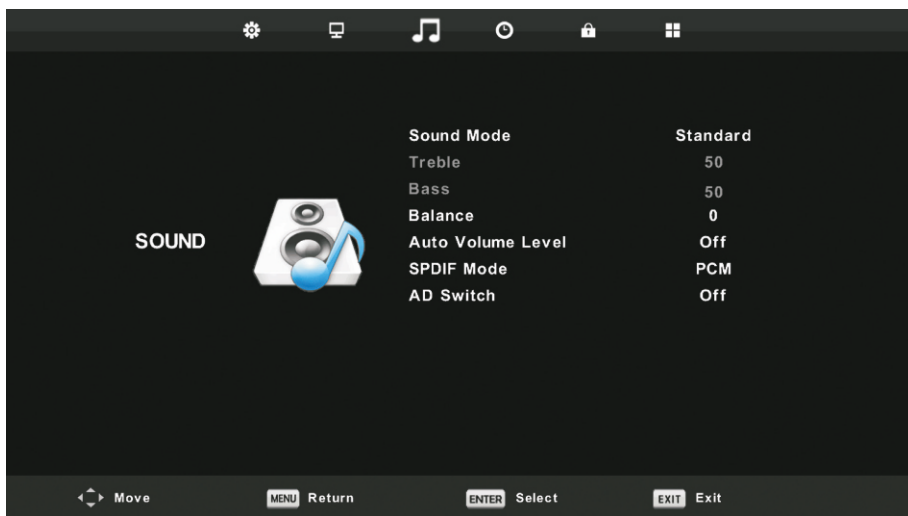 Sound Mode Standard
Treble 50
Bass 50
Balance 0
SOUND
Auto Volume Level Off
SPDIF Mode PCM
AD Switch Off
Move MENU Return ENTER Select EXIT Exit